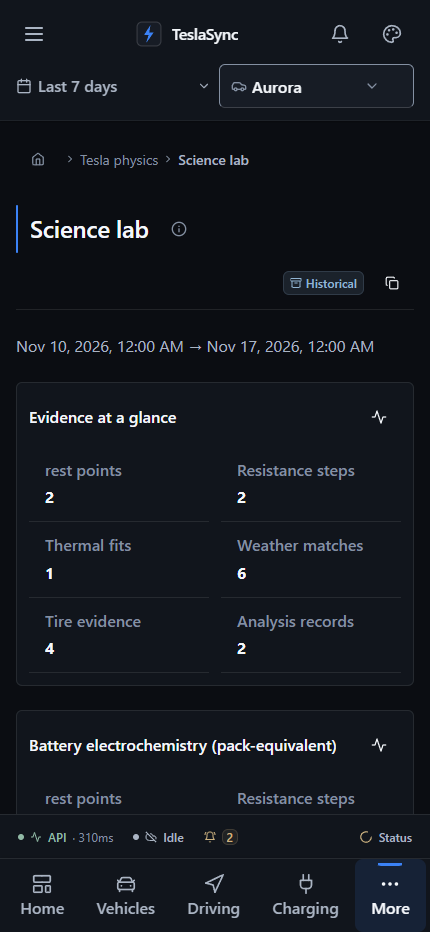 TeslaSync
Last 7 days
Aurora
Tesla physics
Science lab
Science lab
Historical
Nov 10, 2026, 12:00 AM → Nov 17, 2026, 12:00 AM
Evidence at a glance
rest points
Resistance steps
2
2
Thermal fits
Weather matches
1
6
Tire evidence
Analysis records
4
2
Battery electrochemistry (pack-equivalent)
rest points
Resistance steps
API · 310ms
Idle
2
Status
Home
Vehicles
Driving
Charging
More